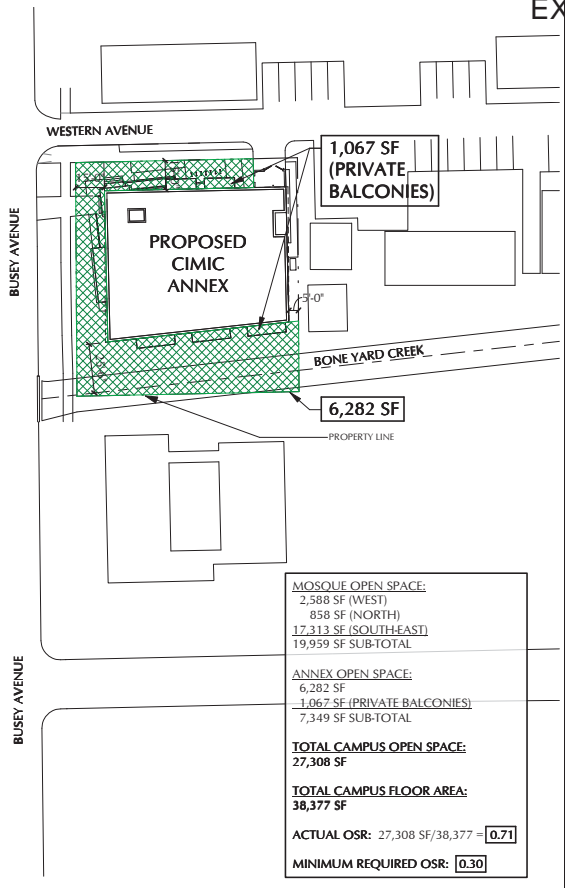 EX
WESTERN AVENUE
1,067 SF
(PRIVATE
BALCONIES)
BUSEY AVENUE
PROPOSED
CIMIC
ANNEX
5'-0"
BONE YARD CREEK
6,282 SF
PROPERTY LINE
MOSQUE OPEN SPACE:
2,588 SF (WEST)
858 SF (NORTH)
17,313 SF (SOUTH-EAST)
19,959 SF SUB-TOTAL
ANNEX OPEN SPACE:
6,282 SF
1,067 SF (PRIVATE BALCONIES)
7,349 SF SUB-TOTAL
BUSEY AVENUE
TOTAL CAMPUS OPEN SPACE:
27,308 SF
TOTAL CAMPUS FLOOR AREA:
38,377 SF
ACTUAL OSR: 27,308 SF/38,377 = 0.71
MINIMUM REQUIRED OSR: 0.30